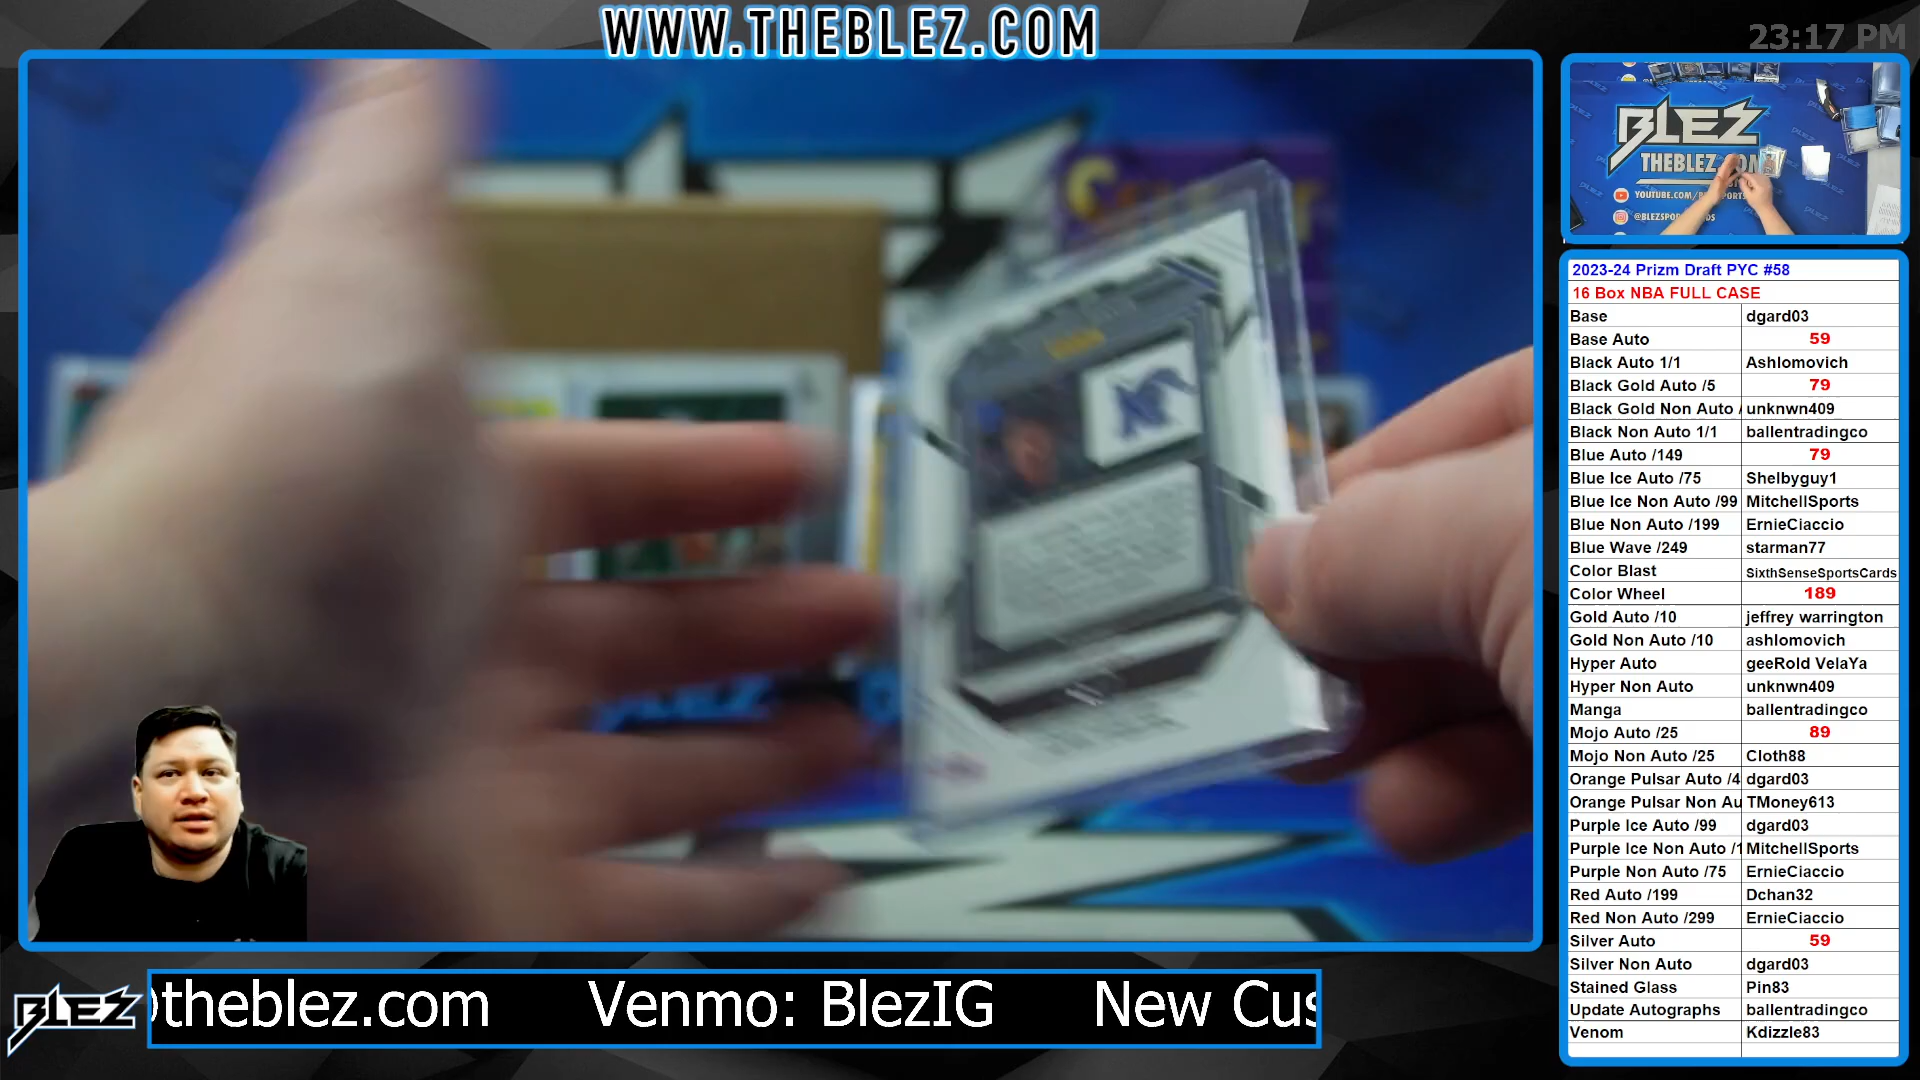 WWW.THEBLEZ.COM
23:17 PM
BLEZ
THEBLEZ.COM
2023-24 Prizm Draft PYC #58
16 Box NBA FULL CASE
Base dgard03
Base Auto 59
Black Auto 1/1 Ashlomovich
Black Gold Auto /5 79
Black Gold Non Auto / unknwn409
Black Non Auto 1/1 ballentradingco
Blue Auto /149 79
Blue Ice Auto /75 Shelbyguy1
Blue Ice Non Auto /99 MitchellSports
Blue Non Auto /199 ErnieCiaccio
Blue Wave /249 starman77
Color Blast SixthSenseSportsCards
Color Wheel 189
Gold Auto /10 jeffrey warrington
Gold Non Auto /10 ashlomovich
Hyper Auto geeRold VelaYa
Hyper Non Auto unknwn409
Manga ballentradingco
Mojo Auto /25 89
Mojo Non Auto /25 Cloth88
Orange Pulsar Auto /4 dgard03
Orange Pulsar Non Au TMoney613
Purple Ice Auto /99 dgard03
Purple Ice Non Auto /1 MitchellSports
Purple Non Auto /75 ErnieCiaccio
Red Auto /199 Dchan32
Red Non Auto /299 ErnieCiaccio
Silver Auto 59
Silver Non Auto dgard03
Stained Glass Pin83
Update Autographs ballentradingco
Venom Kdizzle83
BLEZ
BLEZ
theblez.com Venmo: BlezIG New Cus